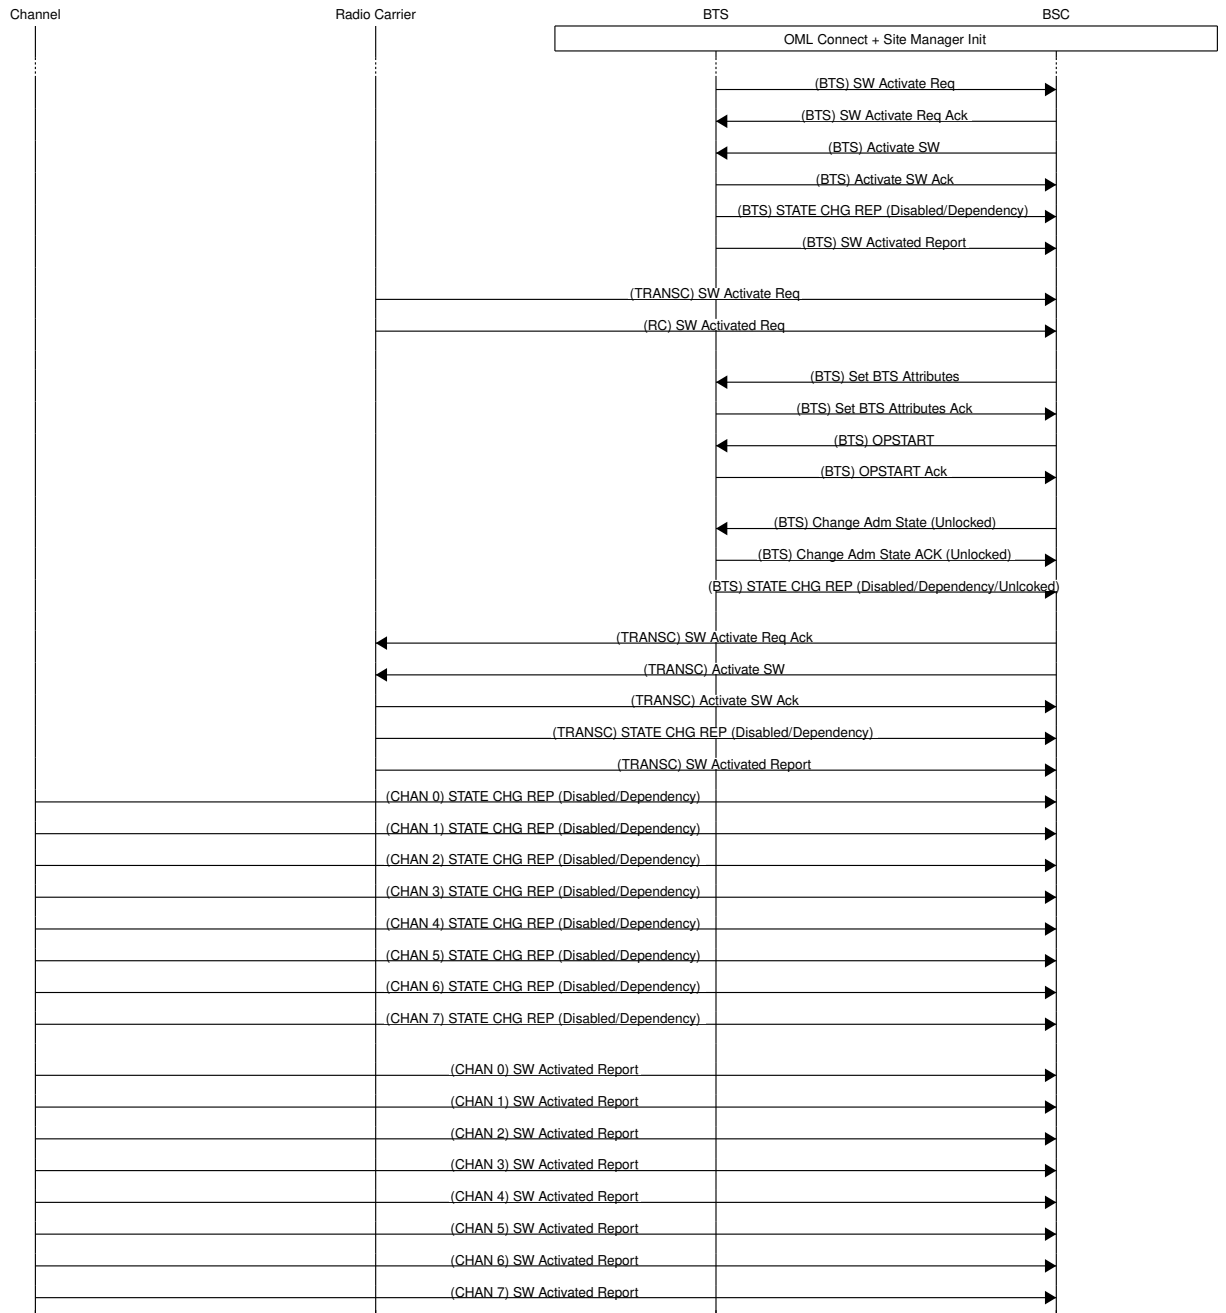 Channel
Radio Carrier
BTS
BSC
OML Connect + Site Manager Init
(BTS) SW Activate Req
(BTS) SW Activate Req Ack
(BTS) Activate SW
(BTS) Activate SW Ack
(BTS) STATE CHG REP (Disabled/Dependency)
(BTS) SW Activated Report
(TRANSC) SW Activate Req
(RC) SW Activated Req
(BTS) Set BTS Attributes
(BTS) Set BTS Attributes Ack
(BTS) OPSTART
(BTS) OPSTART Ack
(BTS) Change Adm State (Unlocked)
(BTS) Change Adm State ACK (Unlocked)
(BTS) STATE CHG REP (Disabled/Dependency/Unlcoked)
(TRANSC) SW Activate Req Ack
(TRANSC) Activate SW
(TRANSC) Activate SW Ack
(TRANSC) STATE CHG REP (Disabled/Dependency)
(TRANSC) SW Activated Report
(CHAN 0) STATE CHG REP (Disabled/Dependency)
(CHAN 1) STATE CHG REP (Disabled/Dependency)
(CHAN 2) STATE CHG REP (Disabled/Dependency)
(CHAN 3) STATE CHG REP (Disabled/Dependency)
(CHAN 4) STATE CHG REP (Disabled/Dependency)
(CHAN 5) STATE CHG REP (Disabled/Dependency)
(CHAN 6) STATE CHG REP (Disabled/Dependency)
(CHAN 7) STATE CHG REP (Disabled/Dependency)
(CHAN 0) SW Activated Report
(CHAN 1) SW Activated Report
(CHAN 2) SW Activated Report
(CHAN 3) SW Activated Report
(CHAN 4) SW Activated Report
(CHAN 5) SW Activated Report
(CHAN 6) SW Activated Report
(CHAN 7) SW Activated Report